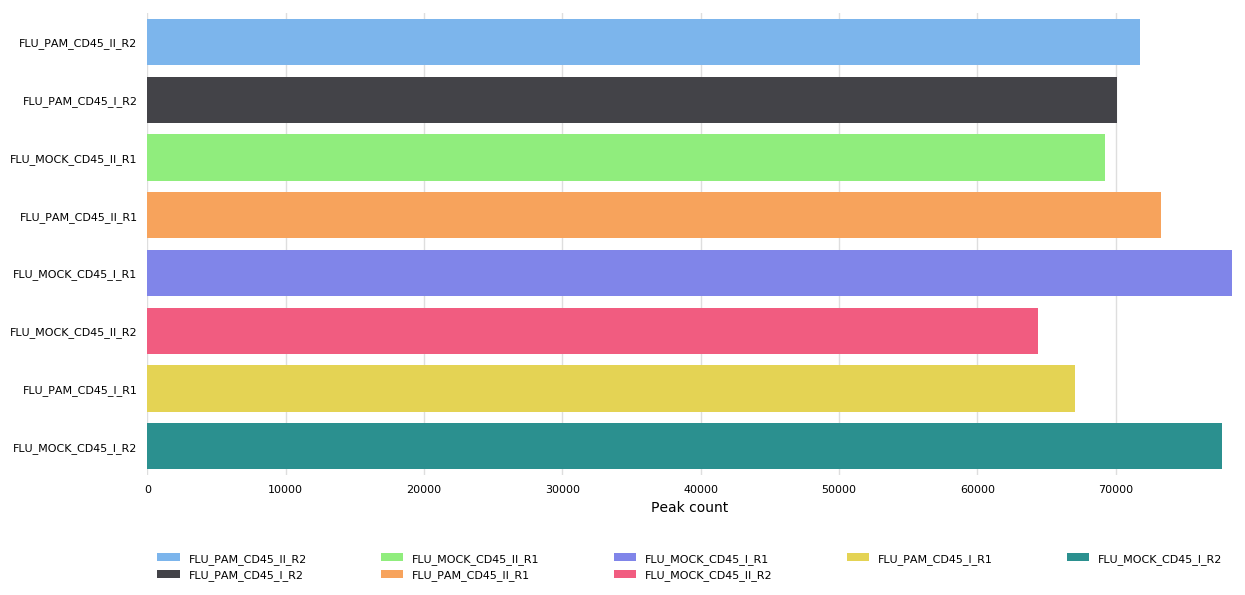 FLU_PAM_CD45_II_R2
FLU_PAM_CD45_I_R2
FLU_MOCK_CD45_II_R1
FLU_PAM_CD45_II_R1
FLU_MOCK_CD45_I_R1
FLU_MOCK_CD45_II_R2
FLU_PAM_CD45_I_R1
FLU_MOCK_CD45_I_R2
0 10000 20000 30000 40000 50000 60000 70000
Peak count
FLU_PAM_CD45_II_R2 FLU_MOCK_CD45_II_R1 FLU_MOCK_CD45_I_R1 FLU_PAM_CD45_I_R1 FLU_MOCK_CD45_I_R2
FLU_PAM_CD45_I_R2 FLU_PAM_CD45_II_R1 FLU_MOCK_CD45_II_R2